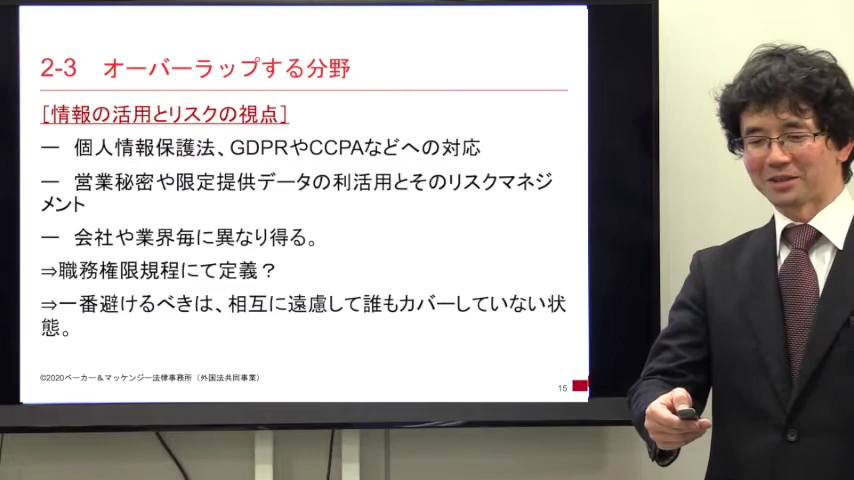 2-3 オーバーラップする分野
[情報の活用とリスクの視点]
― 個人情報保護法、GDPRやCCPAなどへの対応
― 営業秘密や限定提供データの利活用とそのリスクマネジ
メント
― 会社や業界毎に異なり得る。
⇒職務権限規程にて定義？
⇒一番避けるべきは、相互に遠慮して誰もカバーしていない状
態。
©2020ベーカー＆マッケンジー法律事務所（外国法共同事業）
15